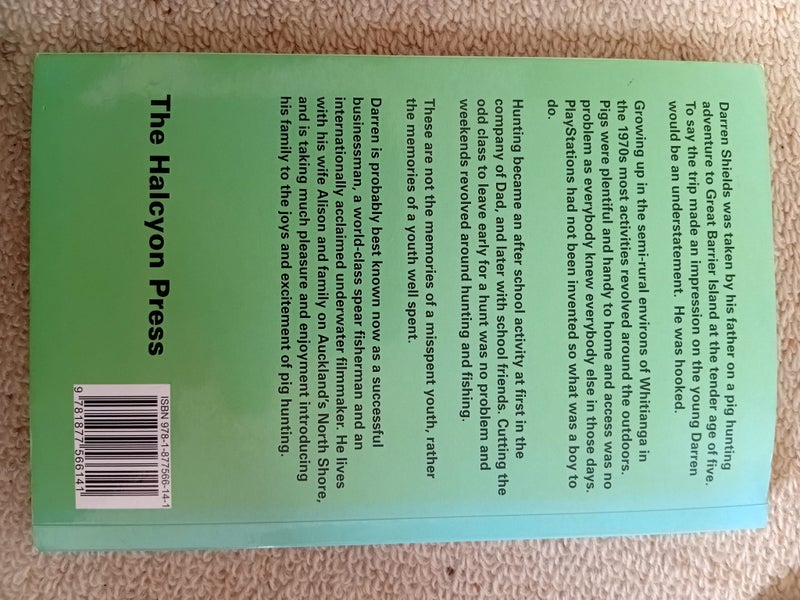 Darren Shields was taken by his father on a pig hunting
adventure to Great Barrier Island at the tender age of five.
To say the trip made an impression on the young Darren
would be an understatement. He was hooked.
Growing up in the semi-rural environs of Whitianga in
the 1970s most activities revolved around the outdoors.
Pigs were plentiful and handy to home and access was no
problem as everybody knew everybody else in those days.
PlayStations had not been invented so what was a boy to
do.
Hunting became an after school activity at first in the
company of Dad, and later with school friends. Cutting the
odd class to leave early for a hunt was no problem and
weekends revolved around hunting and fishing.
These are not the memories of a misspent youth, rather
the memories of a youth well spent.
Darren is probably best known now as a successful
businessman, a world-class spear fisherman and an
internationally acclaimed underwater filmmaker. He lives
with his wife Alison and family on Auckland's North Shore,
and is taking much pleasure and enjoyment introducing
his family to the joys and excitement of pig hunting.
The Halcyon Press
ISBN 978-1-877566-14-1
9 781877 566141